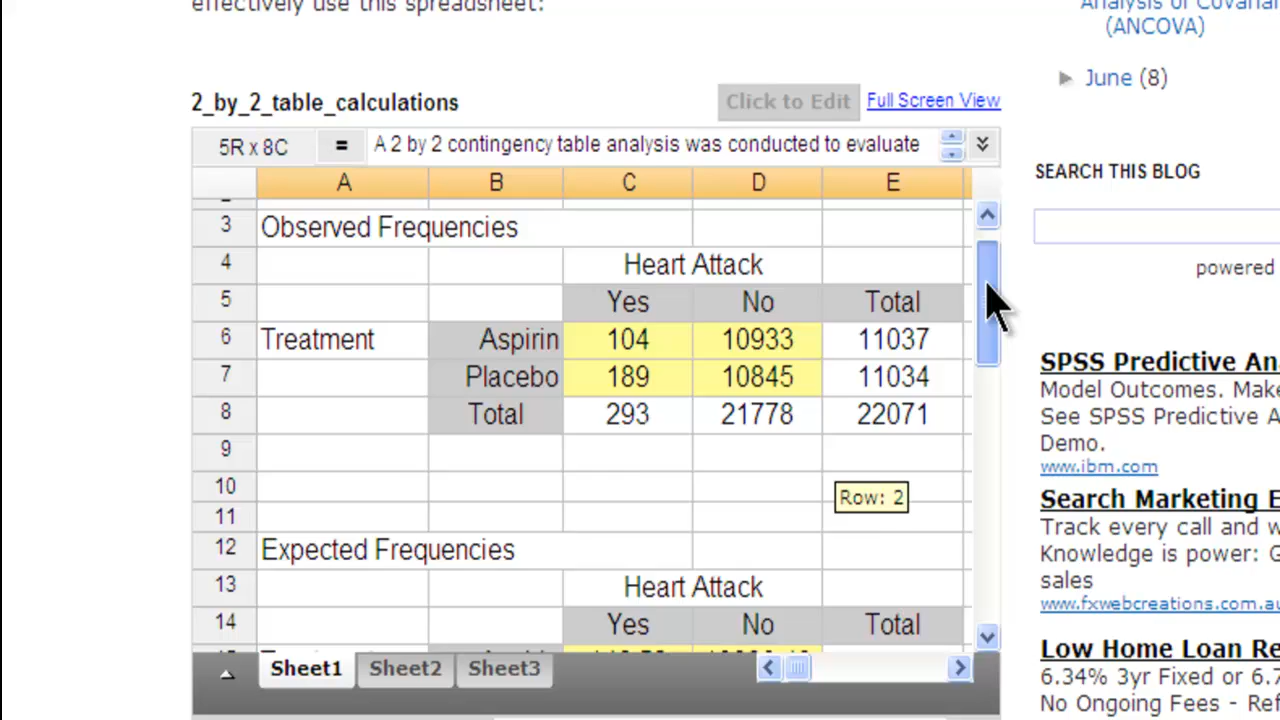 effectively use this spreadsheet:
Analysis of Covarian
(ANCOVA)
► June (8)
2_by_2_table_calculations
Click to Edit
Full Screen View
5R x 8C = A 2 by 2 contingency table analysis was conducted to evaluate
A B C D E
3 Observed Frequencies
4 Heart Attack
5 Yes No Total
6 Treatment Aspirin 104 10933 11037
7 Placebo 189 10845 11034
8 Total 293 21778 22071
9
10
Row: 2
11
12 Expected Frequencies
13 Heart Attack
14 Yes No Total
Sheet1 Sheet2 Sheet3
SEARCH THIS BLOG
powered
SPSS Predictive An
Model Outcomes. Make
See SPSS Predictive A
Demo.
www.ibm.com
Search Marketing E
Track every call and w
Knowledge is power: G
sales
www.fxwebcreations.com.au
Low Home Loan Re
6.34% 3yr Fixed or 6.7
No Ongoing Fees - Ref